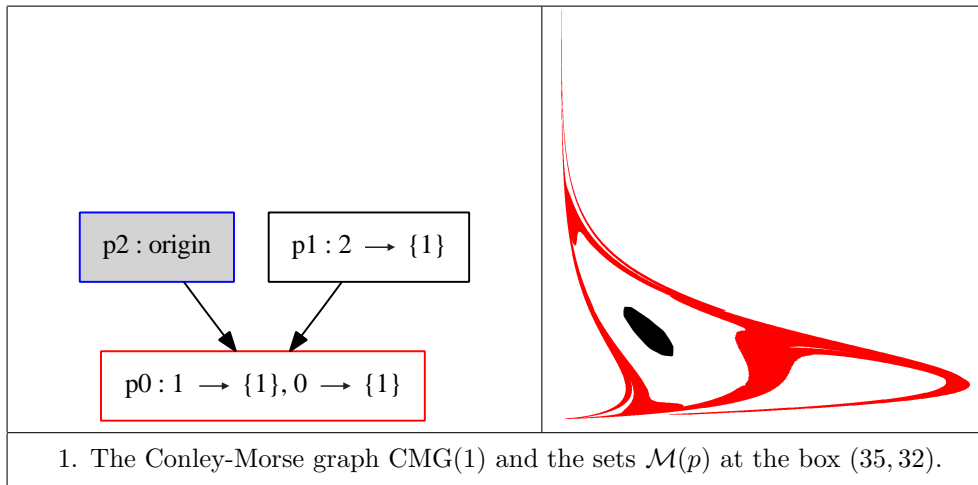 p2 : origin
p1 : 2 → {1}
p0 : 1 → {1}, 0 → {1}
1. The Conley-Morse graph CMG(1) and the sets ℳ(p) at the box (35, 32).